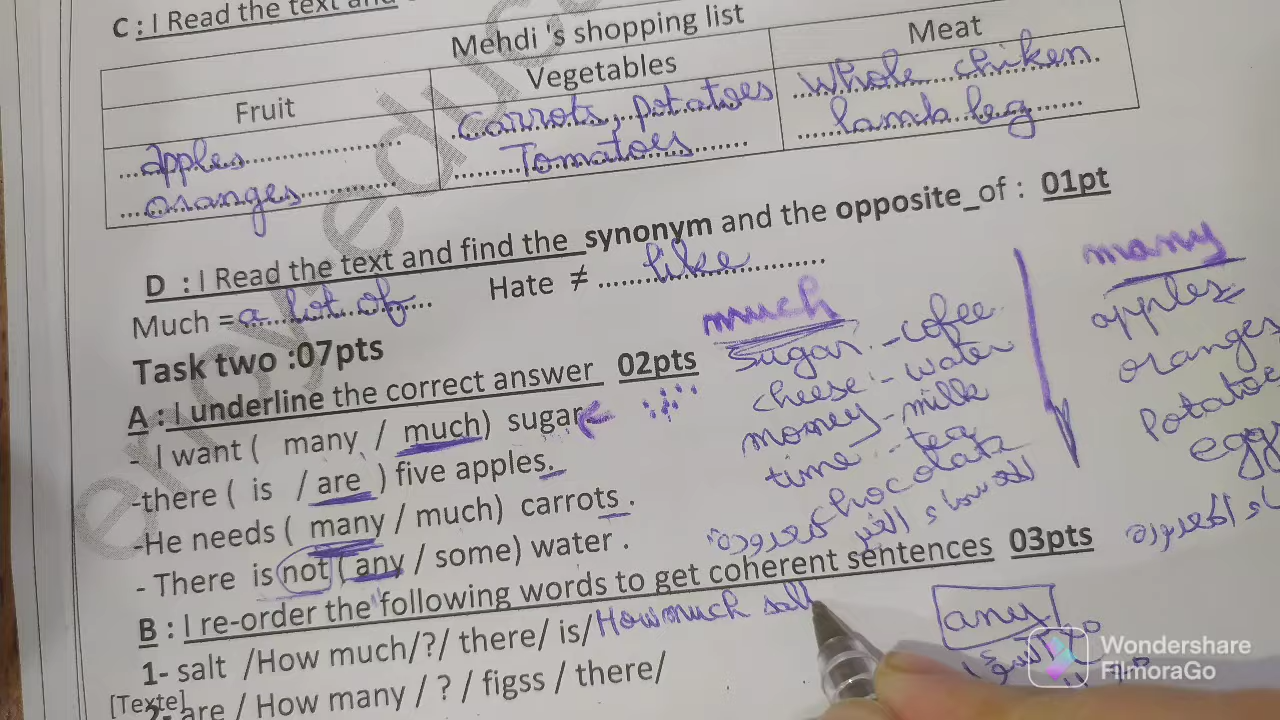 C : I Read the text and
Mehdi 's shopping list
Fruit Vegetables Meat
apples Carrots, potatoes Whole chiken
oranges Tomatoes lamb leg
D : I Read the text and find the synonym and the opposite_of : 01pt
Much = a lot of Hate ≠ like
Task two :07pts
A : I underline the correct answer 02pts
- I want ( many / much) sugar
-there ( is / are ) five apples.
-He needs ( many / much) carrots .
- There is not ( any / some) water .
much
sugar - cofee
cheese - water
money - milk
time - tea
chocolate
many
apples
oranges
Potatoe
egg
B : I re-order the following words to get coherent sentences 03pts
1- salt /How much/?/ there/ is/ How much salt
[Texte]
2- are / How many / ? / figss / there/
any
Wondershare
FilmoraGo